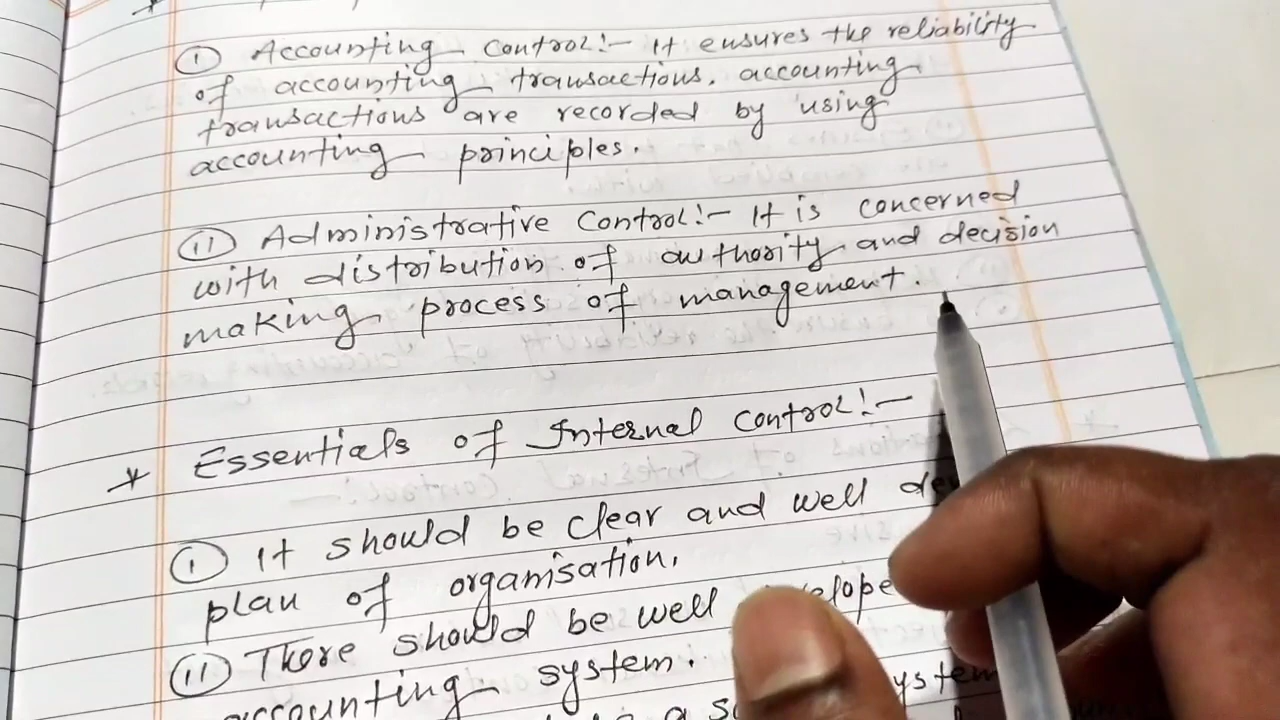 (i) Accounting Control:- It ensures the reliability
of accounting transactions. accounting
transactions are recorded by using
accounting principles.
(ii) Administrative Control:- It is concerned
with distribution of authority and decision
making process of management.
* Essentials of Internal Control:-
(i) It should be clear and well
plan of organisation.
(ii) There should be well
accounting system.
a